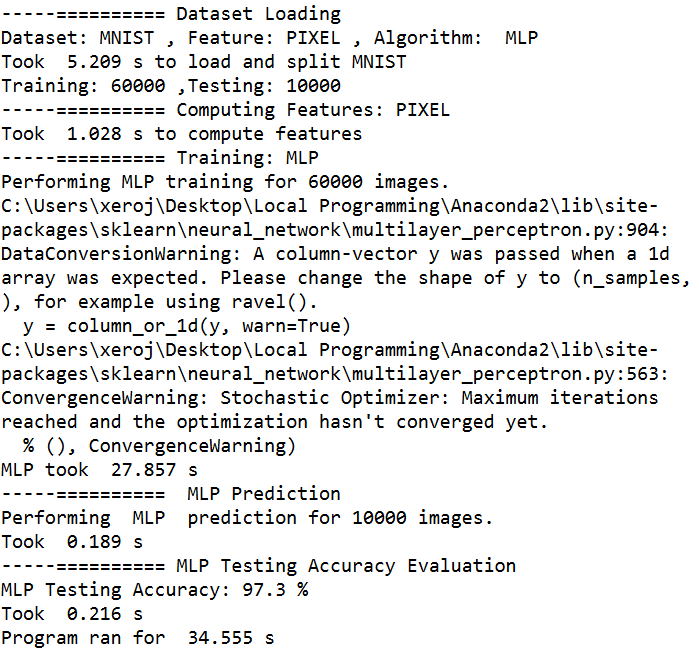 -----========== Dataset Loading
Dataset: MNIST , Feature: PIXEL , Algorithm:  MLP
Took  5.209 s to load and split MNIST
Training: 60000 ,Testing: 10000
-----========== Computing Features: PIXEL
Took  1.028 s to compute features
-----========== Training: MLP
Performing MLP training for 60000 images.
C:\Users\xeroj\Desktop\Local Programming\Anaconda2\lib\site-
packages\sklearn\neural_network\multilayer_perceptron.py:904:
DataConversionWarning: A column-vector y was passed when a 1d
array was expected. Please change the shape of y to (n_samples,
), for example using ravel().
  y = column_or_1d(y, warn=True)
C:\Users\xeroj\Desktop\Local Programming\Anaconda2\lib\site-
packages\sklearn\neural_network\multilayer_perceptron.py:563:
ConvergenceWarning: Stochastic Optimizer: Maximum iterations
reached and the optimization hasn't converged yet.
  % (), ConvergenceWarning)
MLP took  27.857 s
-----==========  MLP Prediction
Performing  MLP  prediction for 10000 images.
Took  0.189 s
-----========== MLP Testing Accuracy Evaluation
MLP Testing Accuracy: 97.3 %
Took  0.216 s
Program ran for  34.555 s